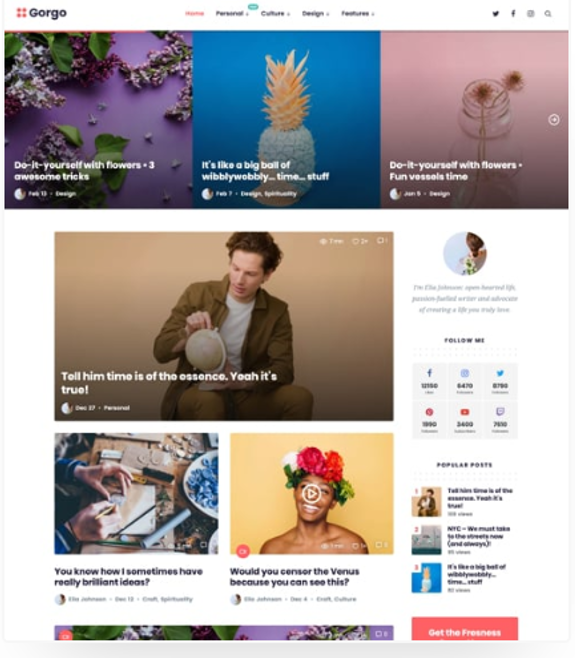 Gorgo
Home Personal Culture Design Features
Do-it-yourself with flowers • 3
awesome tricks
Feb 13 • Design
It's like a big ball of
wibblywobbly... time... stuff
Feb 7 • Design, Spirituality
Do-it-yourself with flowers •
Fun vessels time
Jan 5 • Design
Tell him time is of the essence. Yeah it's
true!
Dec 27 • Personal
You know how I sometimes have
really brilliant ideas?
Ella Johnson • Dec 13 • Craft, Spirituality
Would you censor the Venus
because you can see this?
Ella Johnson • Dec 4 • Craft, Culture
I'm Ella Johnson: open hearted life,
passion-fuelled writer and advocate
of creating a life you truly love.
FOLLOW ME
6470
8790
3400
7610
POPULAR POSTS
1
Tell him time is of the
essence. Yeah it's
true!
2
NYC – We must take
to the streets now
(and always)!
3
It's like a big ball of
wibblywobbly...
time... stuff
Get the Fresness